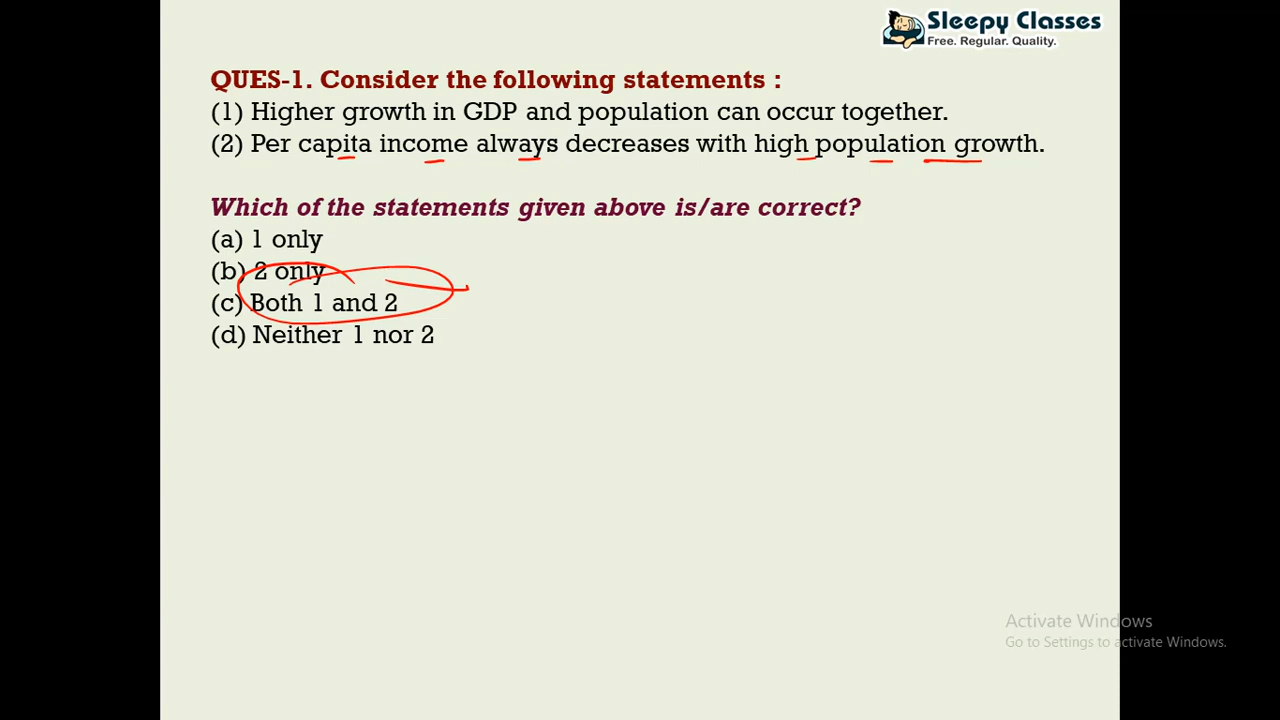 Sleepy Classes
Free. Regular. Quality.
QUES-1. Consider the following statements :
(1) Higher growth in GDP and population can occur together.
(2) Per capita income always decreases with high population growth.
Which of the statements given above is/are correct?
(a) 1 only
(b) 2 only
(c) Both 1 and 2
(d) Neither 1 nor 2
Activate Windows
Go to Settings to activate Windows.